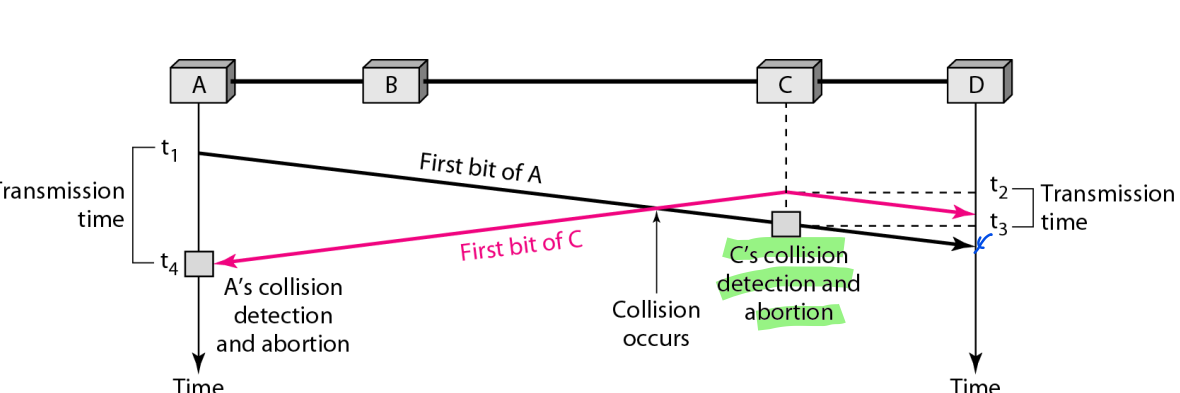 A
B
C
D
t1
First bit of A
t2
Transmission
time
Transmission
time
t3
First bit of C
t4
C's collision
detection and
abortion
A's collision
detection
and abortion
Collision
occurs
Time
Time